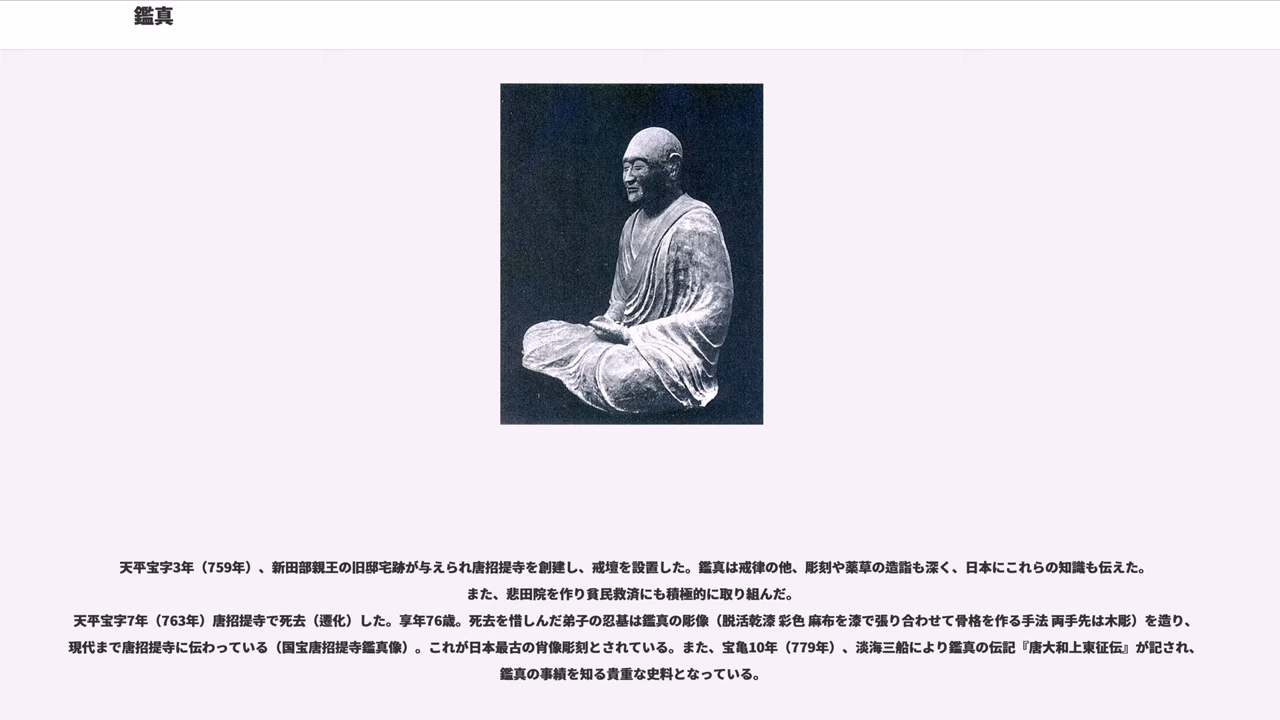 鑑真
天平宝字3年（759年）、新田部親王の旧邸宅跡が与えられ唐招提寺を創建し、戒壇を設置した。鑑真は戒律の他、彫刻や薬草の造詣も深く、日本にこれらの知識も伝えた。
また、悲田院を作り貧民救済にも積極的に取り組んだ。
天平宝字7年（763年）唐招提寺で死去（遷化）した。享年76歳。死去を惜しんだ弟子の忍基は鑑真の彫像（脱活乾漆 彩色 麻布を漆で張り合わせて骨格を作る手法 両手先は木彫）を造り、
現代まで唐招提寺に伝わっている（国宝唐招提寺鑑真像）。これが日本最古の肖像彫刻とされている。また、宝亀10年（779年）、淡海三船により鑑真の伝記『唐大和上東征伝』が記され、
鑑真の事績を知る貴重な史料となっている。